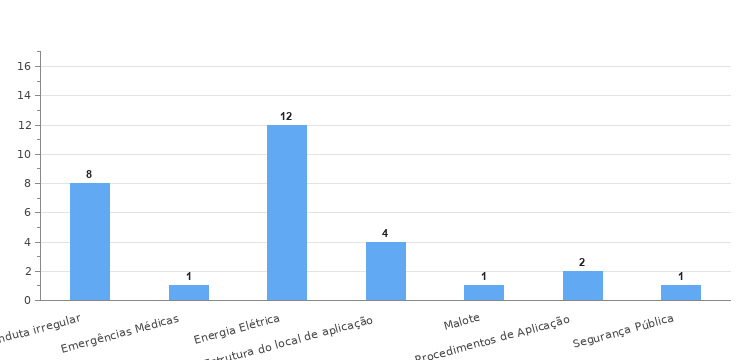 16
14
12
10
8
6
4
2
0
8
1
12
4
1
2
1
nduta irregular
Emergências Médicas
Energia Elétrica
strutura do local de aplicação
Malote
Procedimentos de Aplicação
Segurança Pública